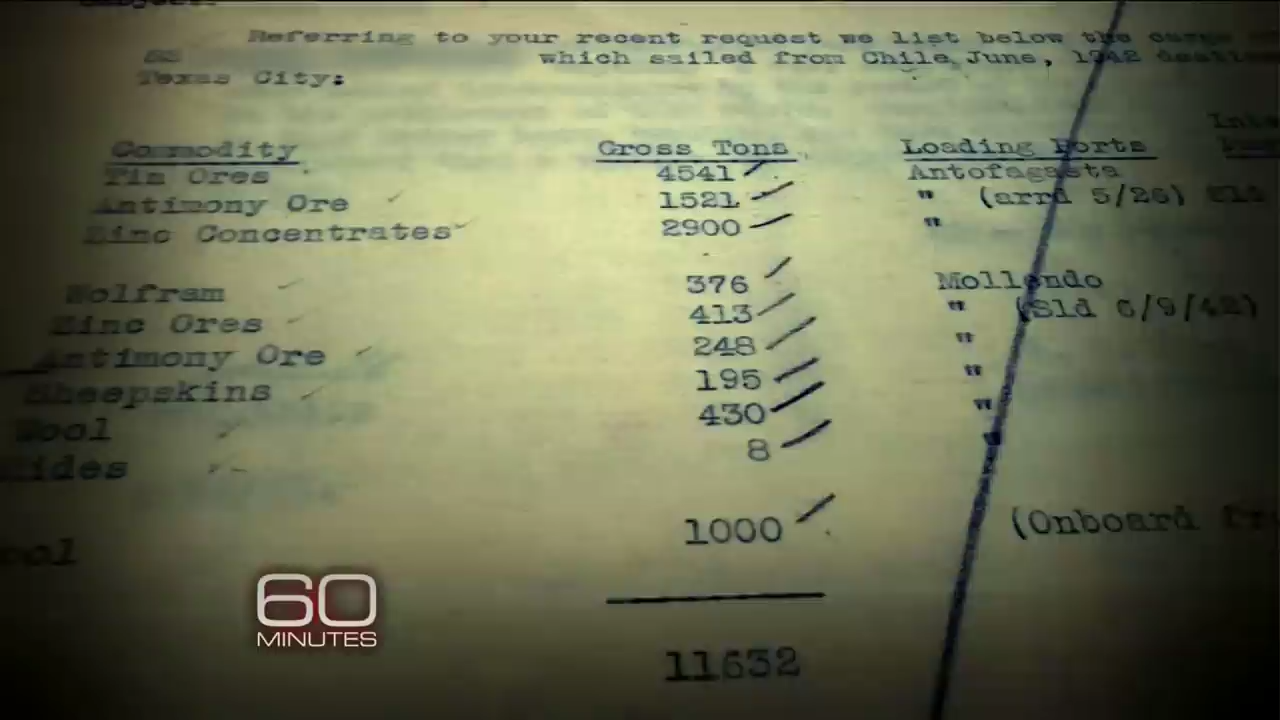 Referring to your recent request we list below the cargo
SS which sailed from Chile June, 1942
Texas City:
Commodity Gross Tons Loading Ports
Tin Ores 4541 Antofagasta
Antimony Ore 1521 " (arrd 5/26)
Zinc Concentrates 2900 "
Wolfram 376 Mollendo
Zinc Ores 413 " (Sld 6/9/42)
Antimony Ore 248 "
Sheepskins 195 "
Wool 430 "
Hides 8 "
1000 (Onboard
11632
60
MINUTES